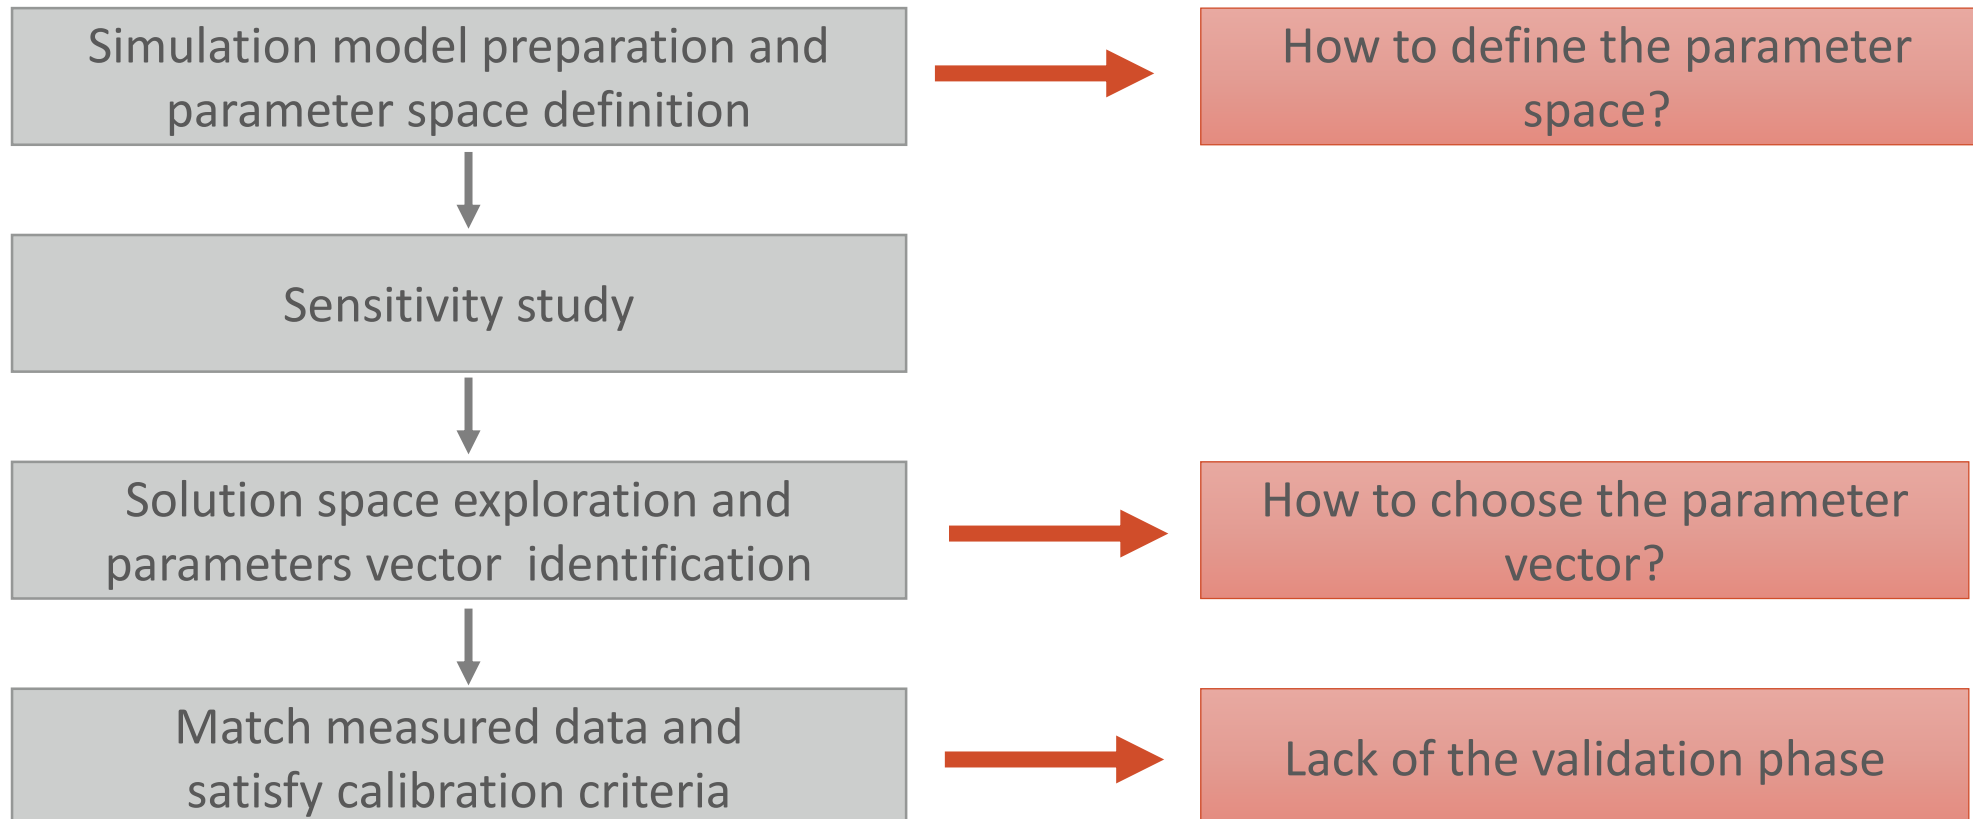 Simulation model preparation and
parameter space definition
How to define the parameter
space?
Sensitivity study
Solution space exploration and
parameters vector  identification
How to choose the parameter
vector?
Match measured data and
satisfy calibration criteria
Lack of the validation phase